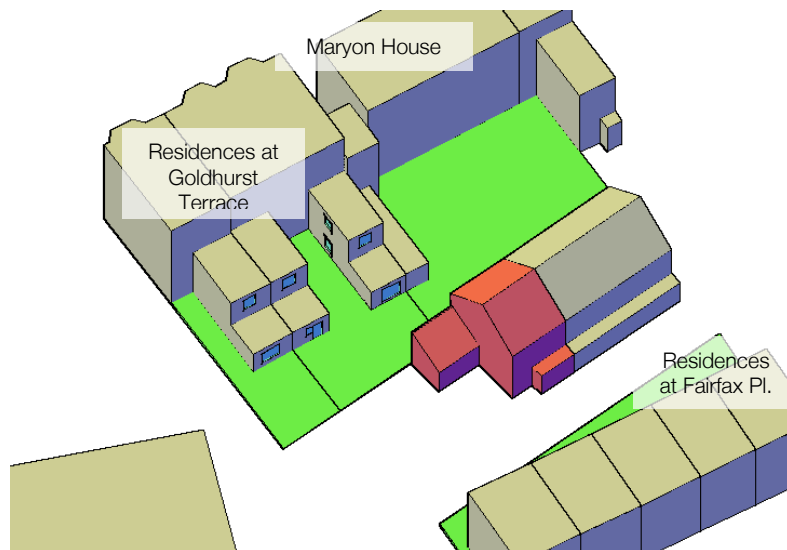 Maryon House
Residences at
Goldhurst
Terrace
Residences
at Fairfax Pl.